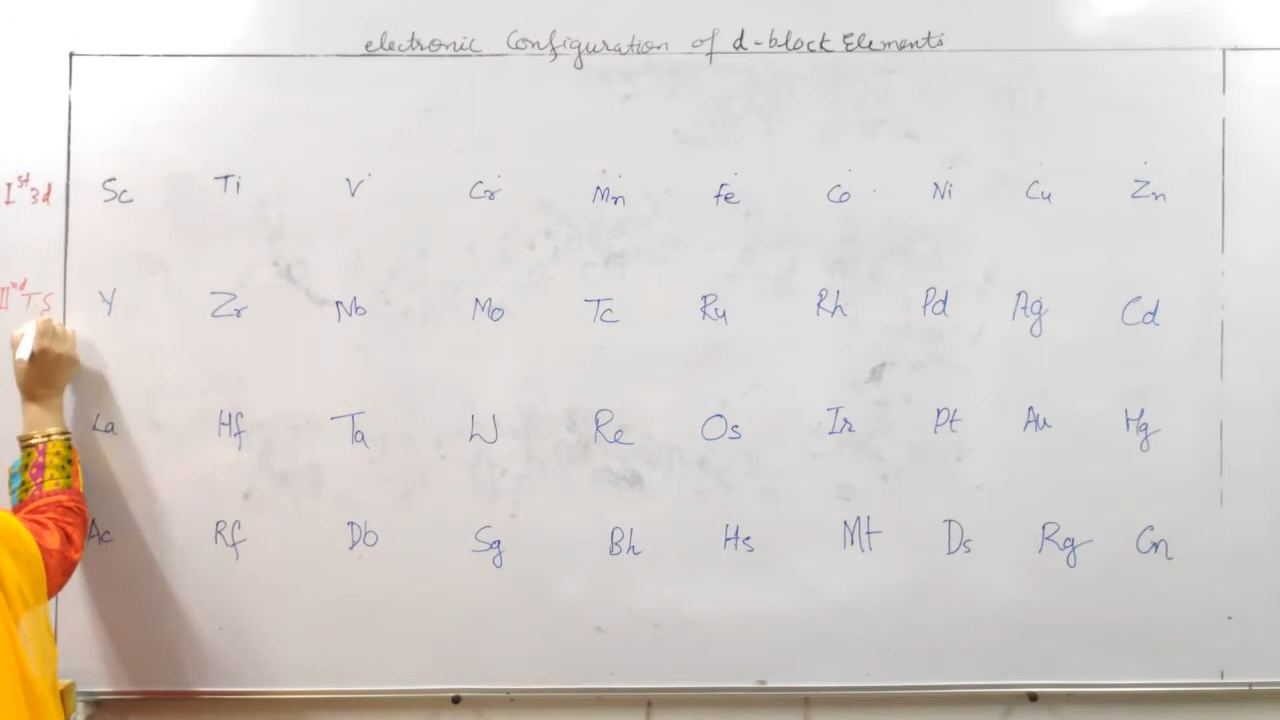 electronic Configuration of d-block Elements
Ist 3d Sc Ti V Cr Mn Fe Co Ni Cu Zn
IInd T.S Y Zr Nb Mo Tc Ru Rh Pd Ag Cd
La Hf Ta W Re Os Ir Pt Au Hg
Ac Rf Db Sg Bh Hs Mt Ds Rg Cn